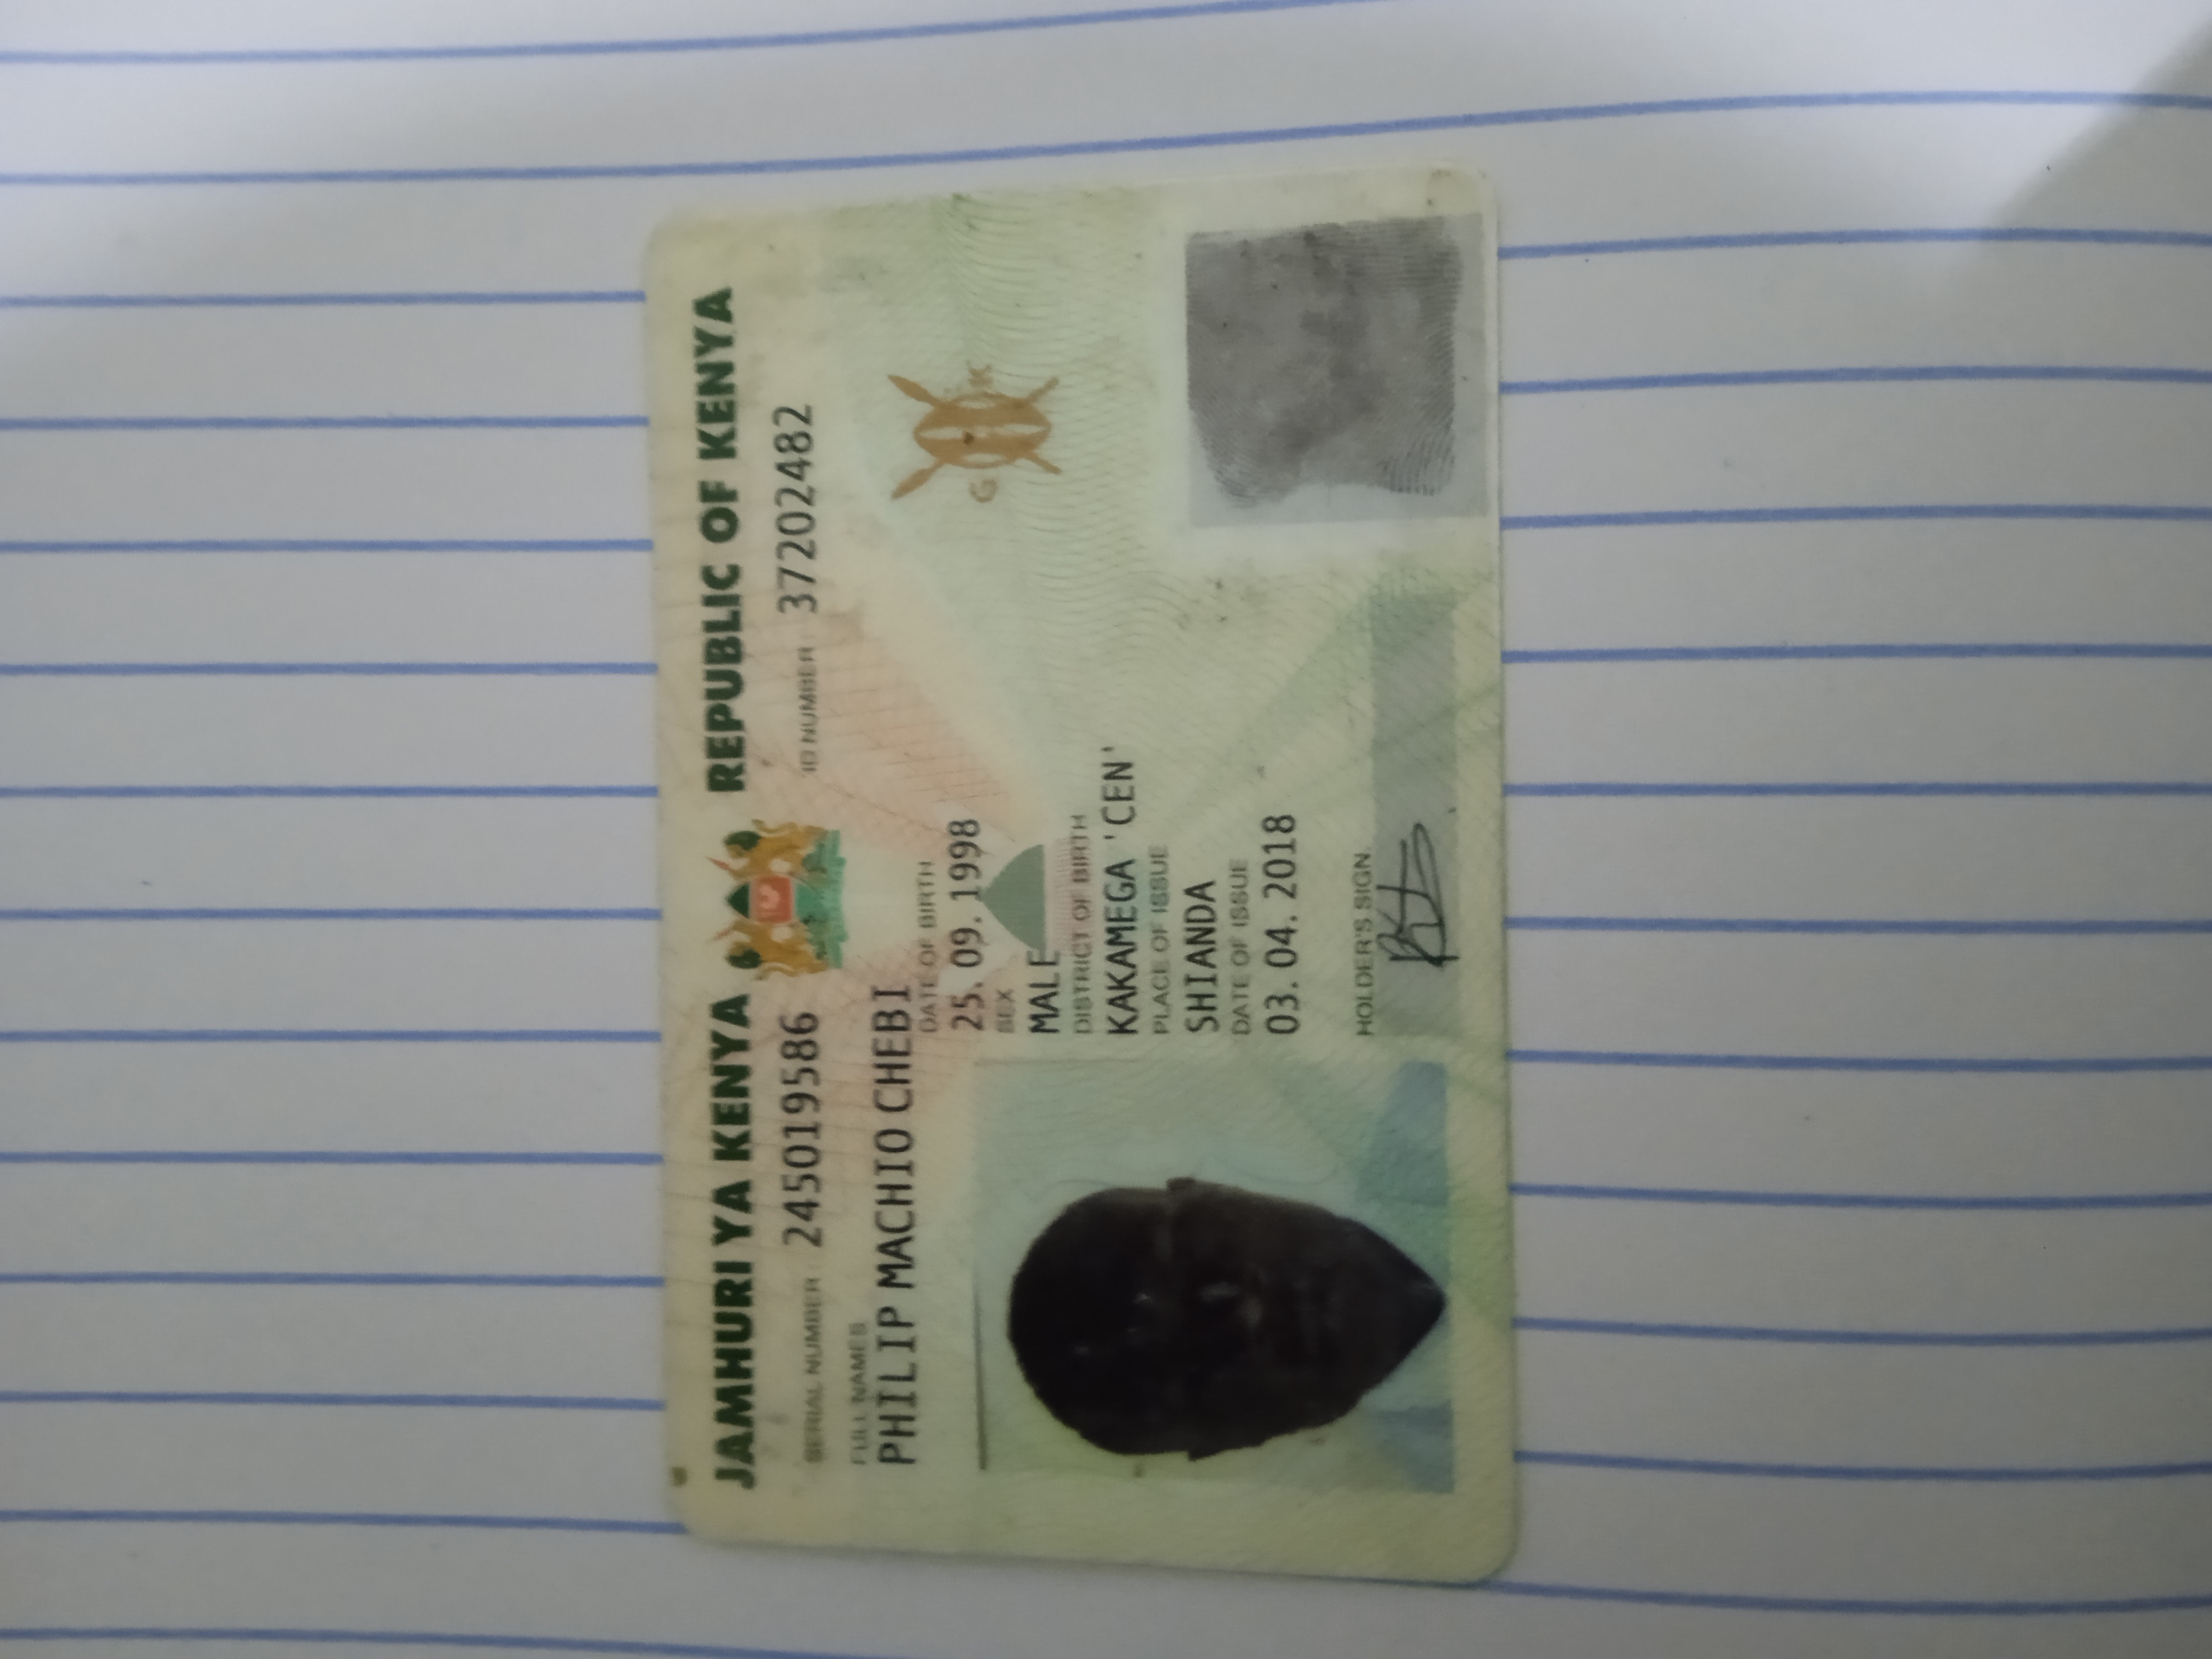 JAMHURI YA KENYA REPUBLIC OF KENYA
SERIAL NUMBER : 245019586 ID NUMBER : 37202482
FULL NAMES
PHILIP MACHIO CHEBI
DATE OF BIRTH
25. 09. 1998
SEX
MALE
DISTRICT OF BIRTH
KAKAMEGA 'CEN'
PLACE OF ISSUE
SHIANDA
DATE OF ISSUE
03. 04. 2018
HOLDER'S SIGN.
G K